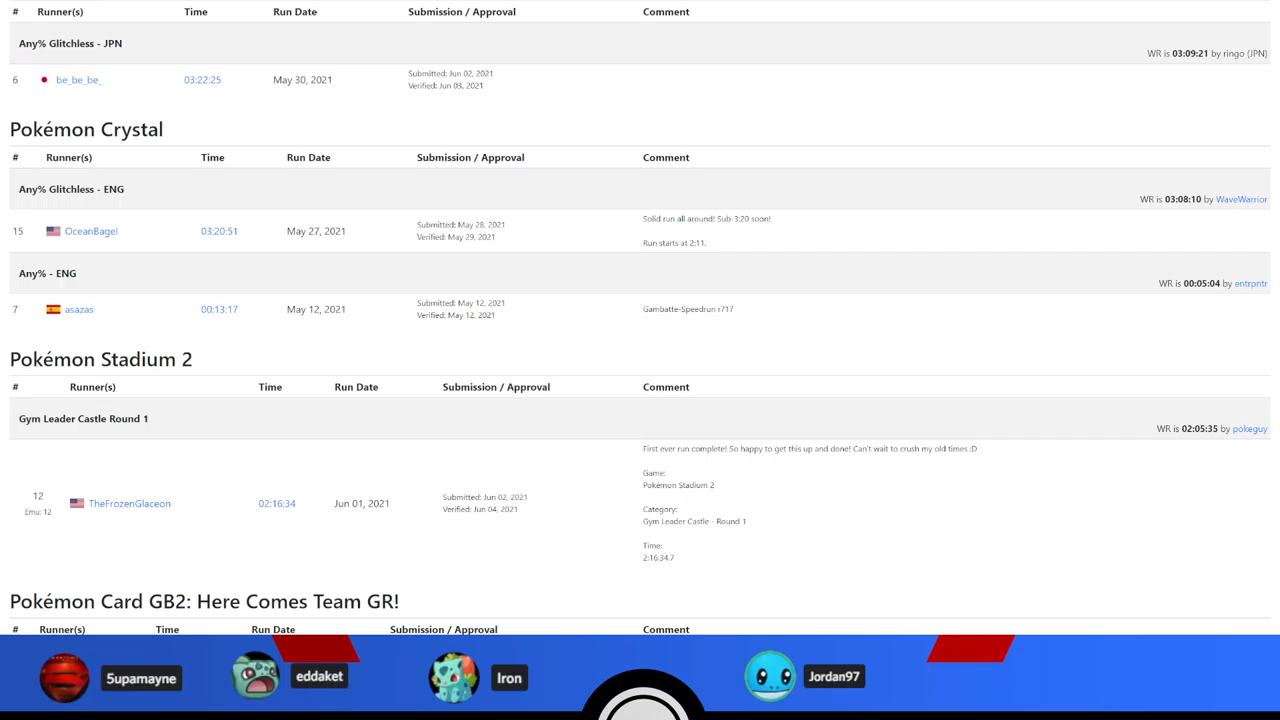 # Runner(s) Time Run Date Submission / Approval Comment
Any% Glitchless - JPN
WR is 03:09:21 by ringo (JPN)
6 be_be_be_ 03:22:25 May 30, 2021 Submitted: Jun 02, 2021
Verified: Jun 03, 2021
Pokémon Crystal
# Runner(s) Time Run Date Submission / Approval Comment
Any% Glitchless - ENG
WR is 03:08:10 by WaveWarrior
15 OceanBagel 03:20:51 May 27, 2021 Submitted: May 28, 2021
Verified: May 29, 2021
Solid run all around! Sub-3:20 soon!
Run starts at 2:11.
Any% - ENG
WR is 00:05:04 by entrpntr
7 asazas 00:13:17 May 12, 2021 Submitted: May 12, 2021
Verified: May 12, 2021
Gambatte-Speedrun r717
Pokémon Stadium 2
# Runner(s) Time Run Date Submission / Approval Comment
Gym Leader Castle Round 1
WR is 02:05:35 by pokeguy
12
Emu: 12
TheFrozenGlaceon 02:16:34 Jun 01, 2021 Submitted: Jun 02, 2021
Verified: Jun 04, 2021
First ever run complete! So happy to get this up and done! Can't wait to crush my old times :D
Game:
Pokémon Stadium 2
Category:
Gym Leader Castle - Round 1
Time:
2:16:34.7
Pokémon Card GB2: Here Comes Team GR!
# Runner(s) Time Run Date Submission / Approval Comment
5upamayne eddaket Iron Jordan97